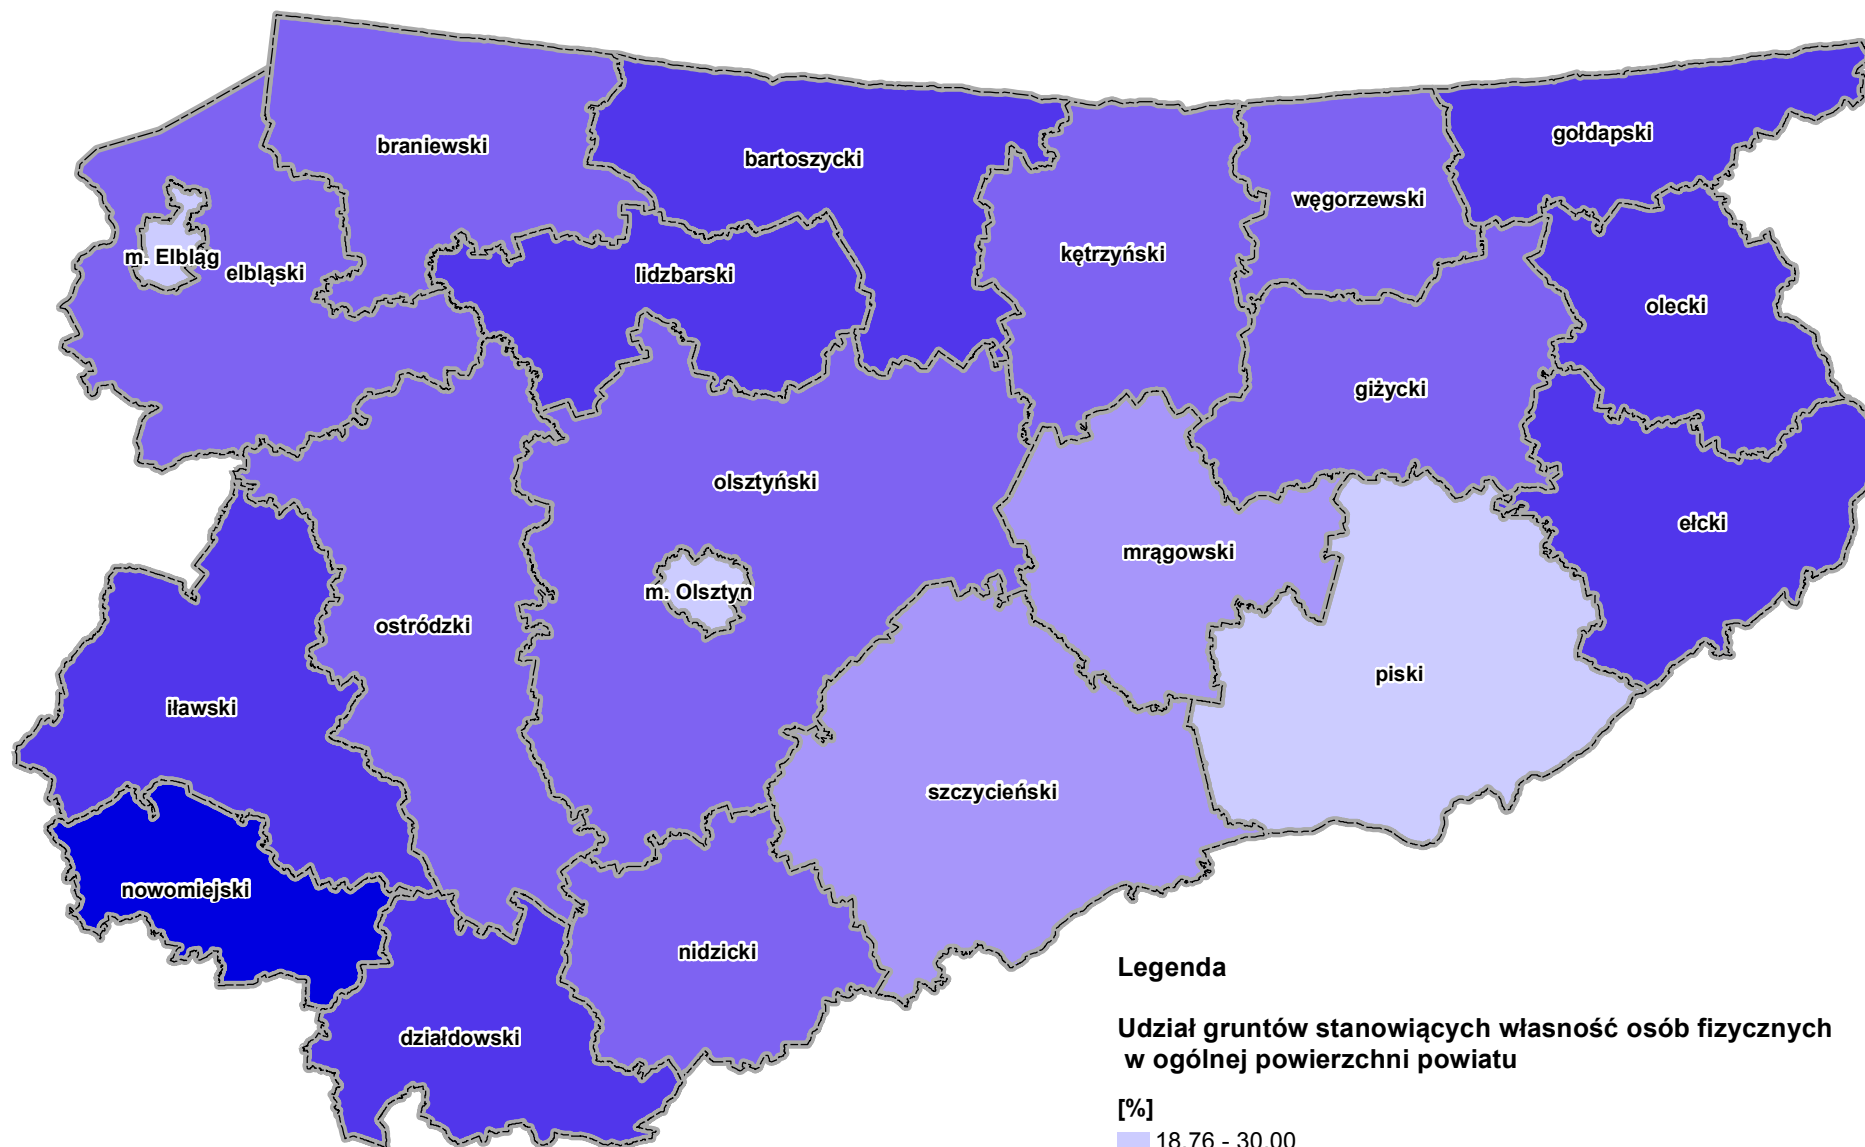 gołdapski
braniewski
bartoszycki
węgorzewski
m. Elbląg
elbląski
lidzbarski
kętrzyński
olecki
giżycki
olsztyński
ełcki
mrągowski
m. Olsztyn
ostródzki
piski
iławski
szczycieński
nowomiejski
nidzicki
działdowski
Legenda
Udział gruntów stanowiących własność osób fizycznych
w ogólnej powierzchni powiatu
[%]
18,76 - 30,00